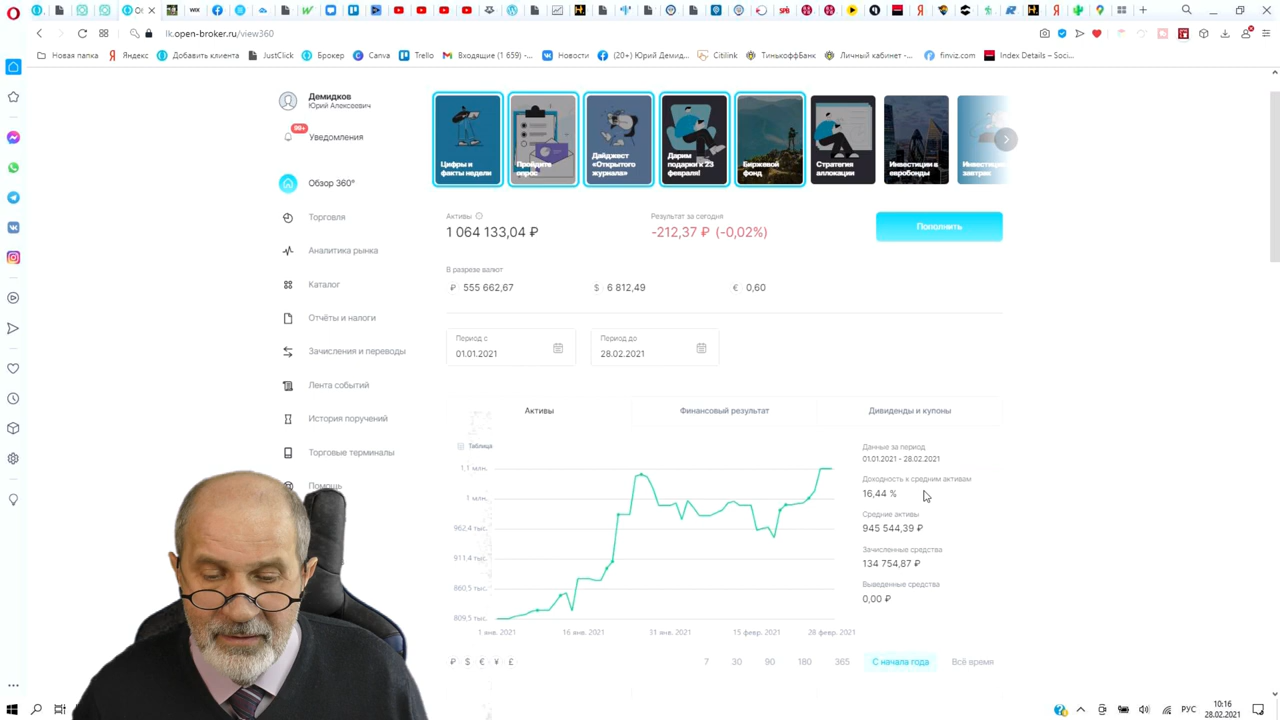 lk.open-broker.ru/view360
Новая папка
Яндекс
Добавить клиента
JustClick
Брокер
Canva
Trello
Входящие (1 659) -...
Новости
(20+) Юрий Демид...
Citilink
ТинькоффБанк
Личный кабинет -...
finviz.com
Index Details – Soci...
Демидков
Юрий Алексеевич
99+
Уведомления
Обзор 360°
Торговля
Аналитика рынка
Каталог
Отчёты и налоги
Зачисления и переводы
Лента событий
История поручений
Торговые терминалы
Помощь
Цифры и
факты недели
Пройдите
опрос
Дайджест
«Открытого
журнала»
Дарим
подарки к 23
февраля!
Биржевой
фонд
Стратегия
аллокации
Инвестиции в
евробонды
завтрак
Активы
1 064 133,04 ₽
Результат за сегодня
-212,37 ₽ (-0,02%)
Пополнить
В разрезе валют
₽ 555 662,67
$ 6 812,49
€ 0,60
Период с
01.01.2021
Период до
28.02.2021
Активы
Финансовый результат
Дивиденды и купоны
Таблица
1,1 млн.
1 млн.
962,4 тыс.
911,4 тыс.
860,5 тыс.
809,5 тыс.
1 янв. 2021
16 янв. 2021
31 янв. 2021
15 февр. 2021
28 февр. 2021
Данные за период
01.01.2021 - 28.02.2021
Доходность к средним активам
16,44 %
Средние активы
945 544,39 ₽
Зачисленные средства
134 754,87 ₽
Выведенные средства
0,00 ₽
₽ $ € ¥ £
7
30
90
180
365
С начала года
Всё время
РУС
10:16
28.02.2021